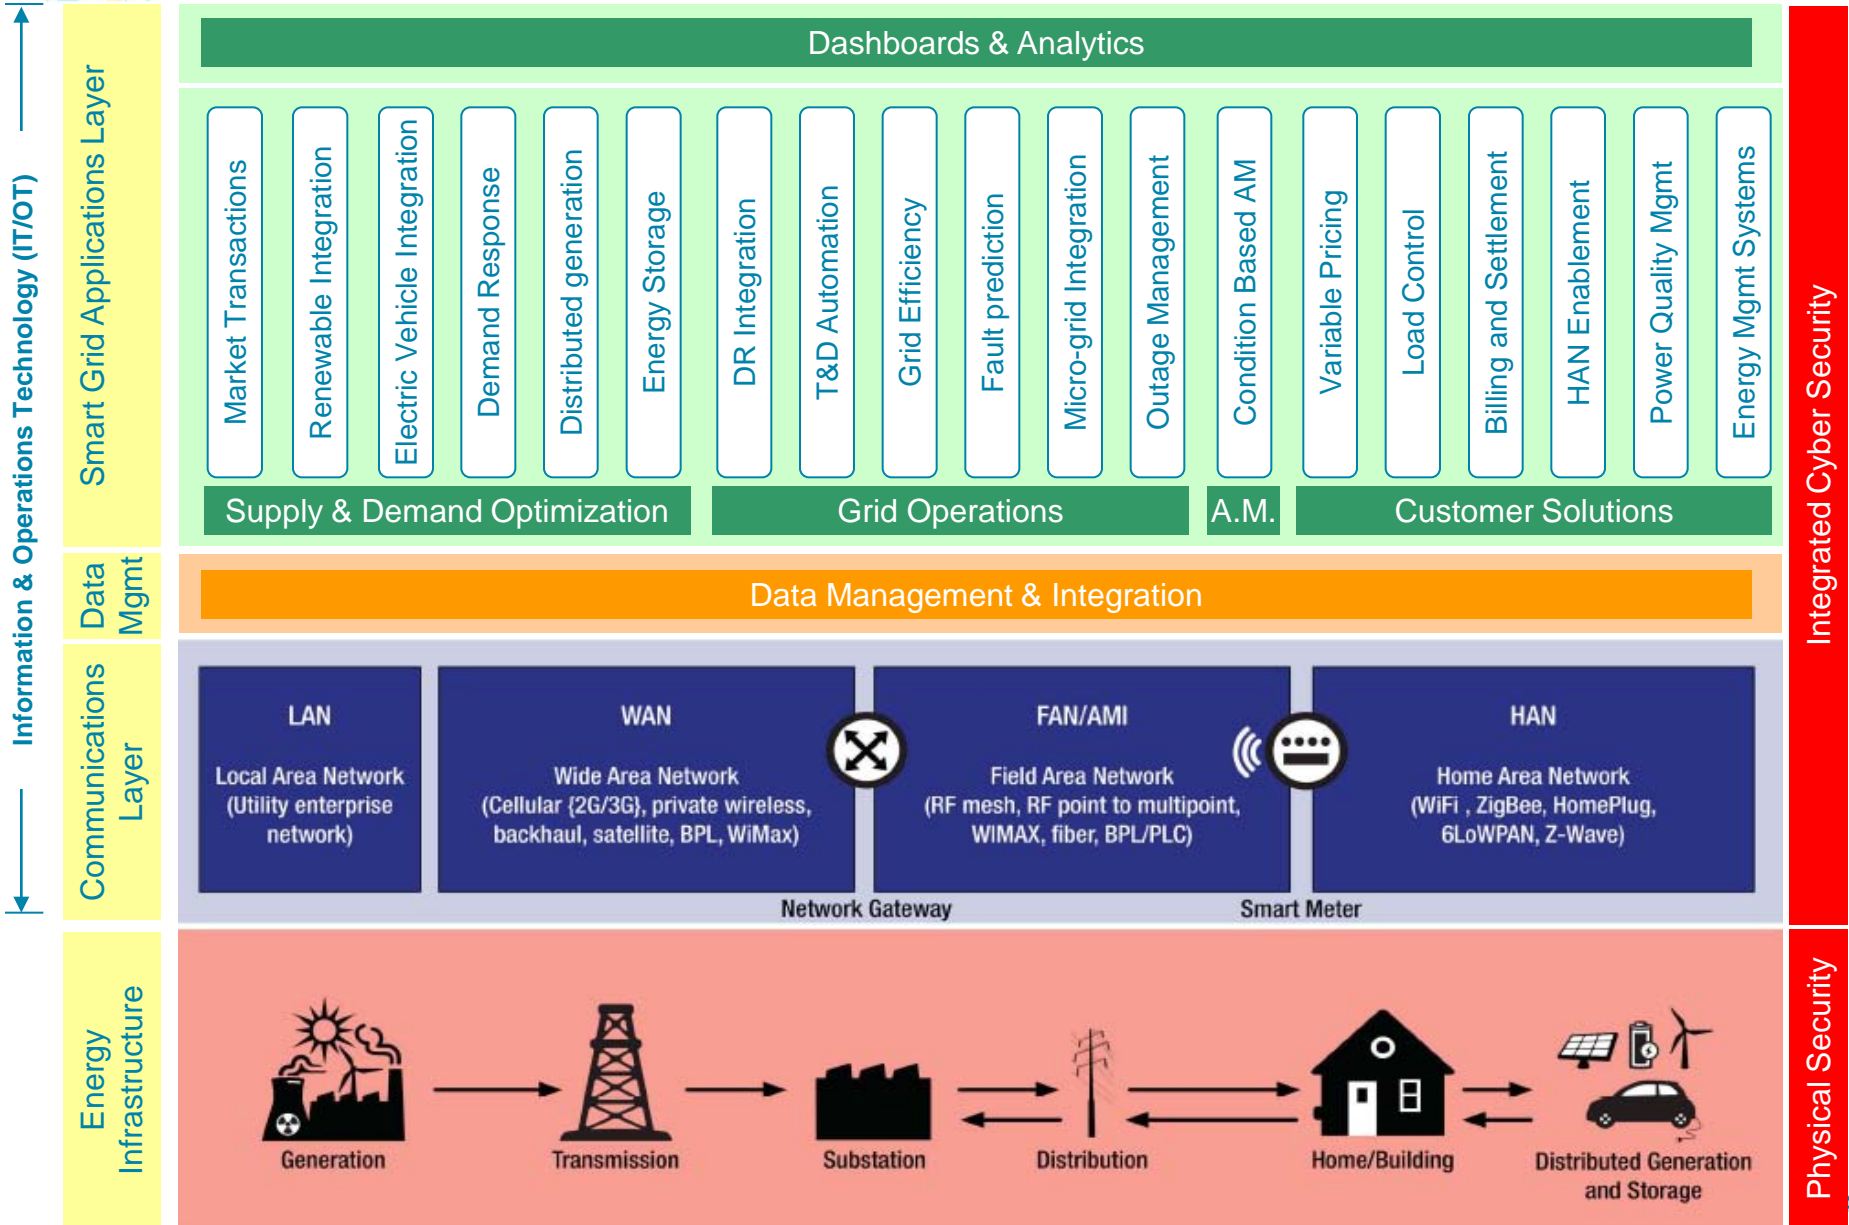 Information & Operations Technology (IT/OT)
Smart Grid Applications Layer
Dashboards & Analytics
Market Transactions
Renewable Integration
Electric Vehicle Integration
Demand Response
Distributed generation
Energy Storage
DR Integration
T&D Automation
Grid Efficiency
Fault prediction
Micro-grid Integration
Outage Management
Condition Based AM
Variable Pricing
Load Control
Billing and Settlement
HAN Enablement
Power Quality Mgmt
Energy Mgmt Systems
Supply & Demand Optimization
Grid Operations
A.M.
Customer Solutions
Data
Mgmt
Data Management & Integration
Communications
Layer
LAN
Local Area Network
(Utility enterprise
network)
WAN
Wide Area Network
(Cellular {2G/3G}, private wireless,
backhaul, satellite, BPL, WiMax)
FAN/AMI
Field Area Network
(RF mesh, RF point to multipoint,
WIMAX, fiber, BPL/PLC)
HAN
Home Area Network
(WiFi , ZigBee, HomePlug,
6LoWPAN, Z-Wave)
Network Gateway
Smart Meter
Integrated Cyber Security
Energy
Infrastructure
Generation
Transmission
Substation
Distribution
Home/Building
Distributed Generation
and Storage
Physical Security